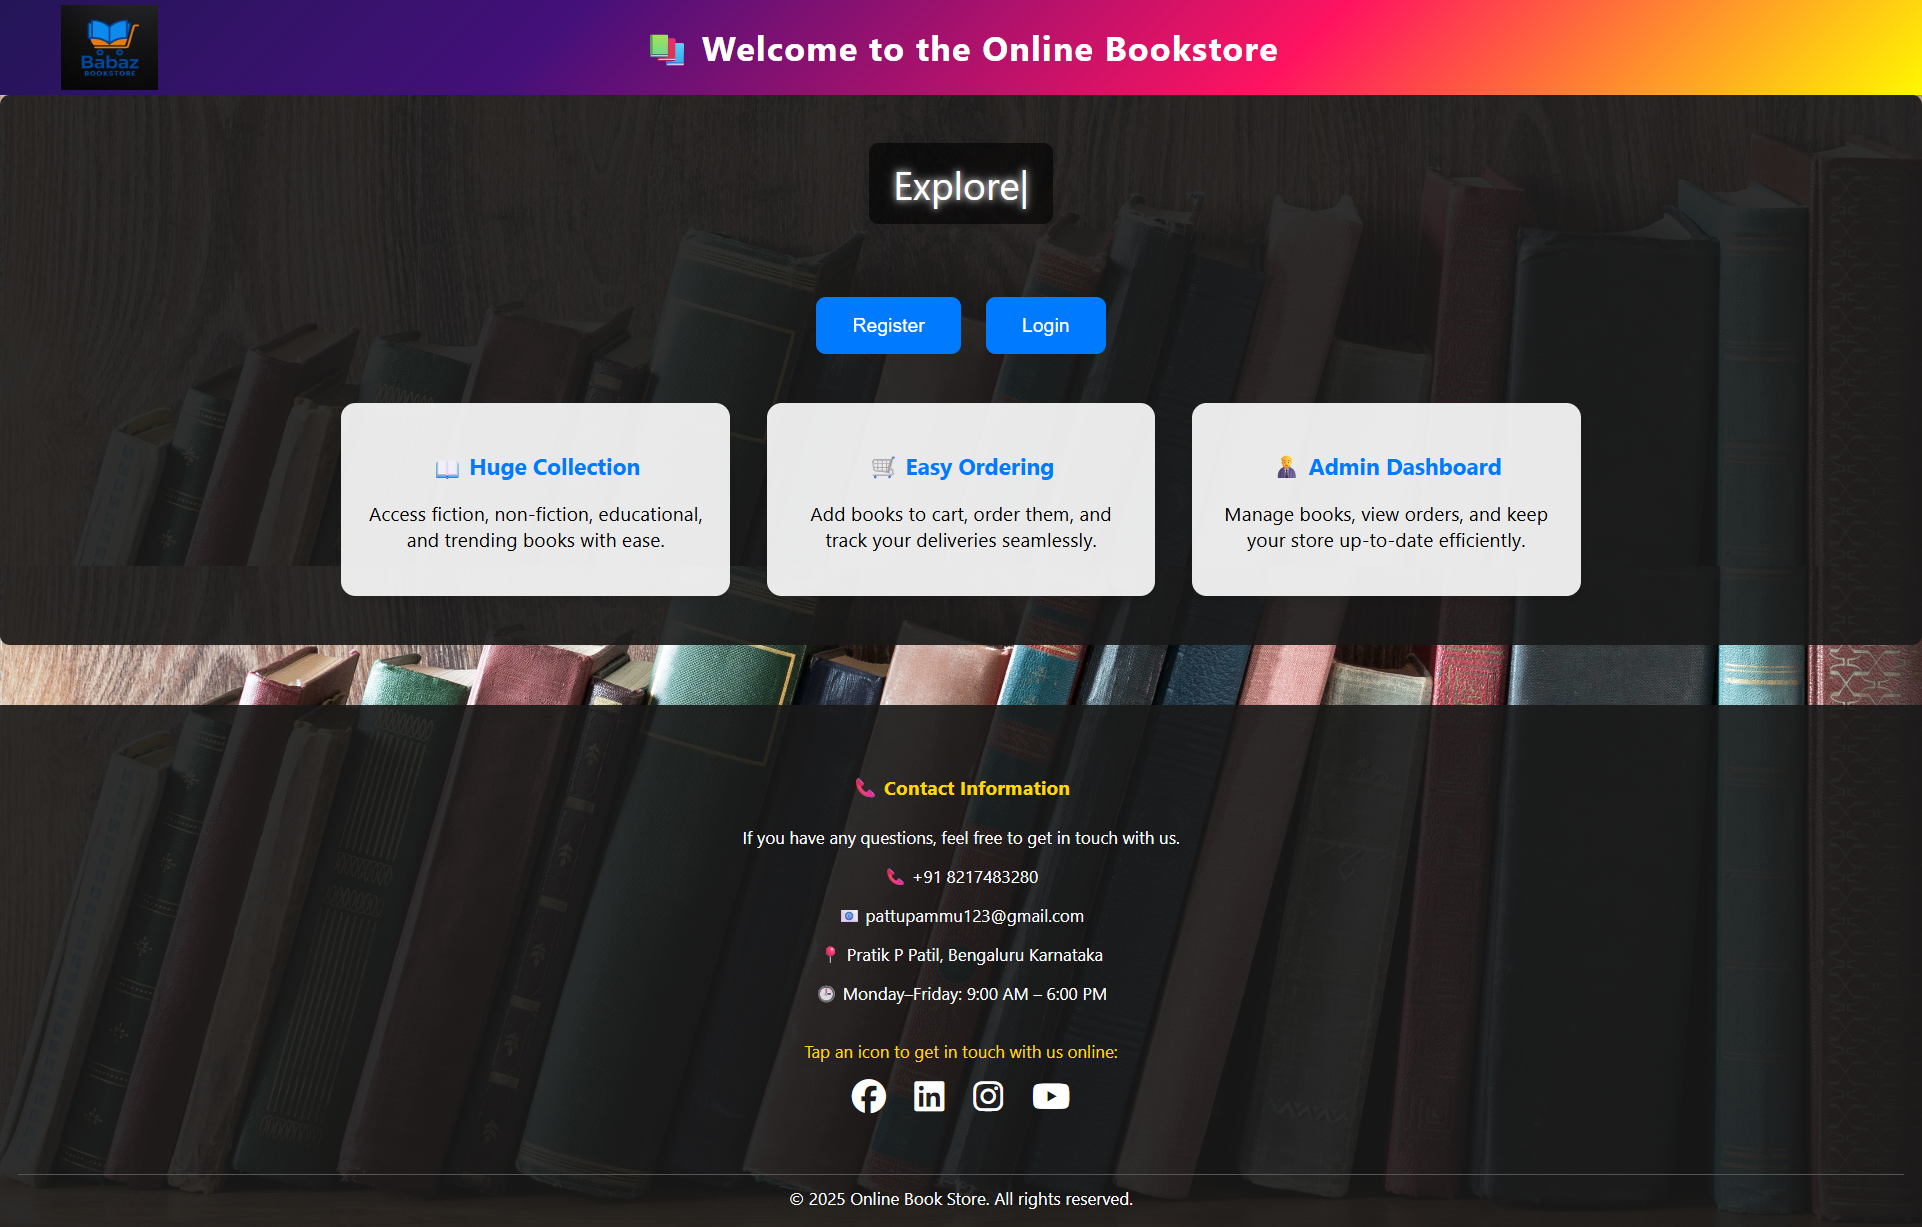 Babaz
BOOKSTORE
📚 Welcome to the Online Bookstore
Explore|
Register
Login
📖 Huge Collection
Access fiction, non-fiction, educational,
and trending books with ease.
🛒 Easy Ordering
Add books to cart, order them, and
track your deliveries seamlessly.
Admin Dashboard
Manage books, view orders, and keep
your store up-to-date efficiently.
📞 Contact Information
If you have any questions, feel free to get in touch with us.
📞 +91 8217483280
📧 pattupammu123@gmail.com
📍 Pratik P Patil, Bengaluru Karnataka
🕒 Monday–Friday: 9:00 AM – 6:00 PM
Tap an icon to get in touch with us online:
© 2025 Online Book Store. All rights reserved.